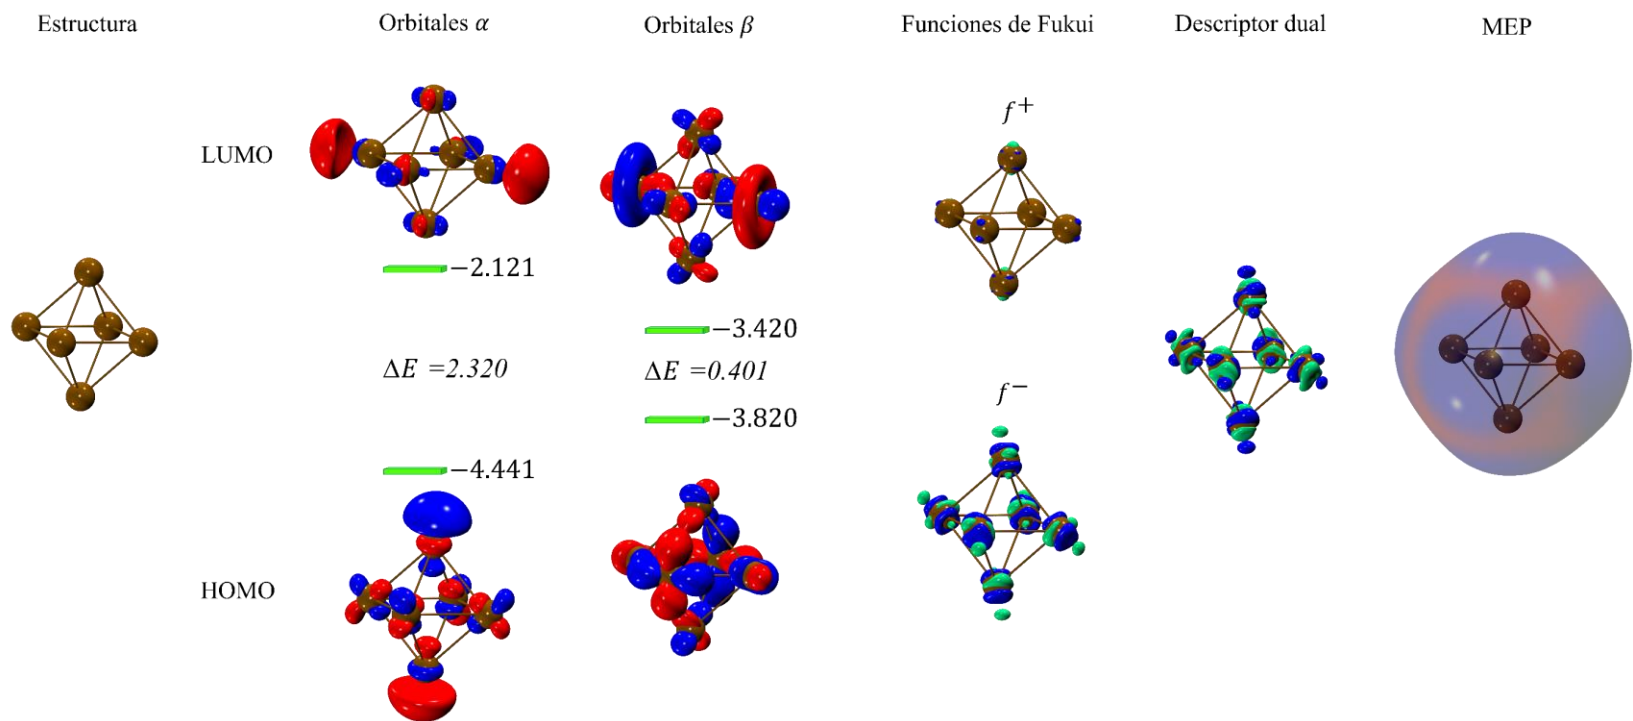 Estructura
Orbitales α
Orbitales β
Funciones de Fukui
Descriptor dual
MEP
LUMO
f⁺
−2.121
−3.420
ΔE =2.320
ΔE =0.401
f⁻
−3.820
−4.441
HOMO